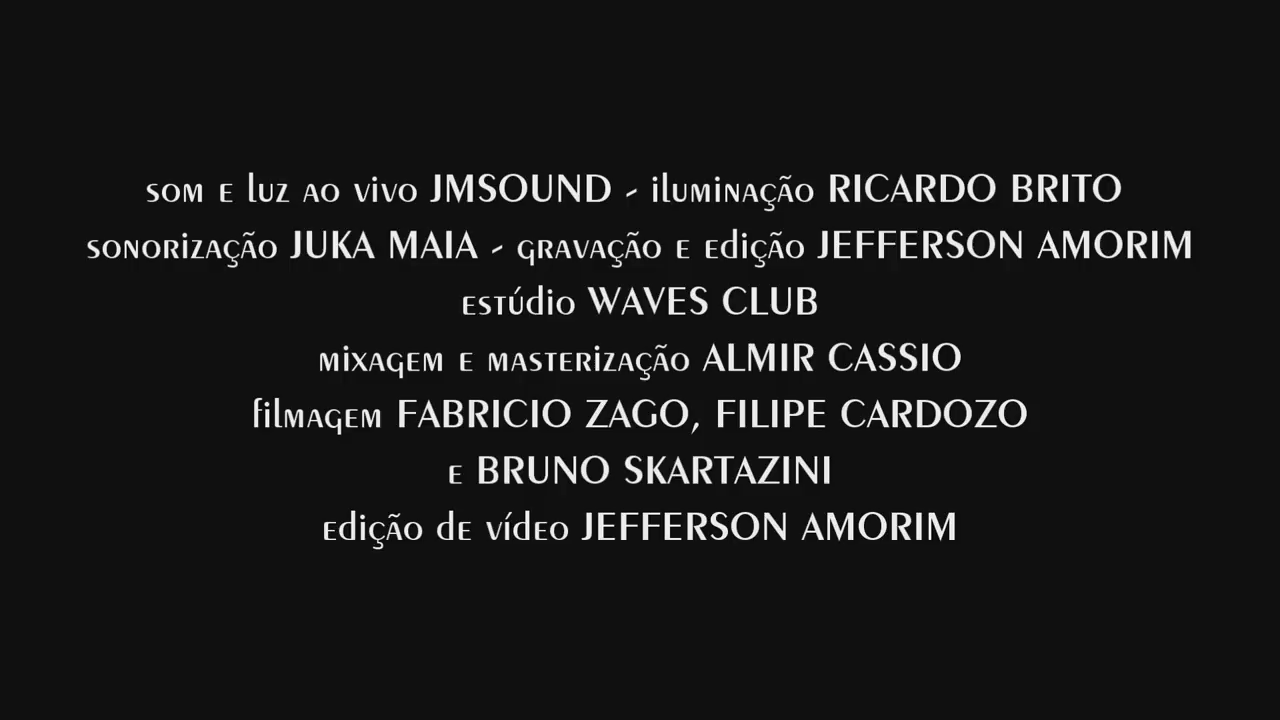 som e luz ao vivo JMSOUND - iluminação RICARDO BRITO
sonorização JUKA MAIA - gravação e edição JEFFERSON AMORIM
estúdio WAVES CLUB
mixagem e masterização ALMIR CASSIO
filmagem FABRICIO ZAGO, FILIPE CARDOZO
e BRUNO SKARTAZINI
edição de vídeo JEFFERSON AMORIM